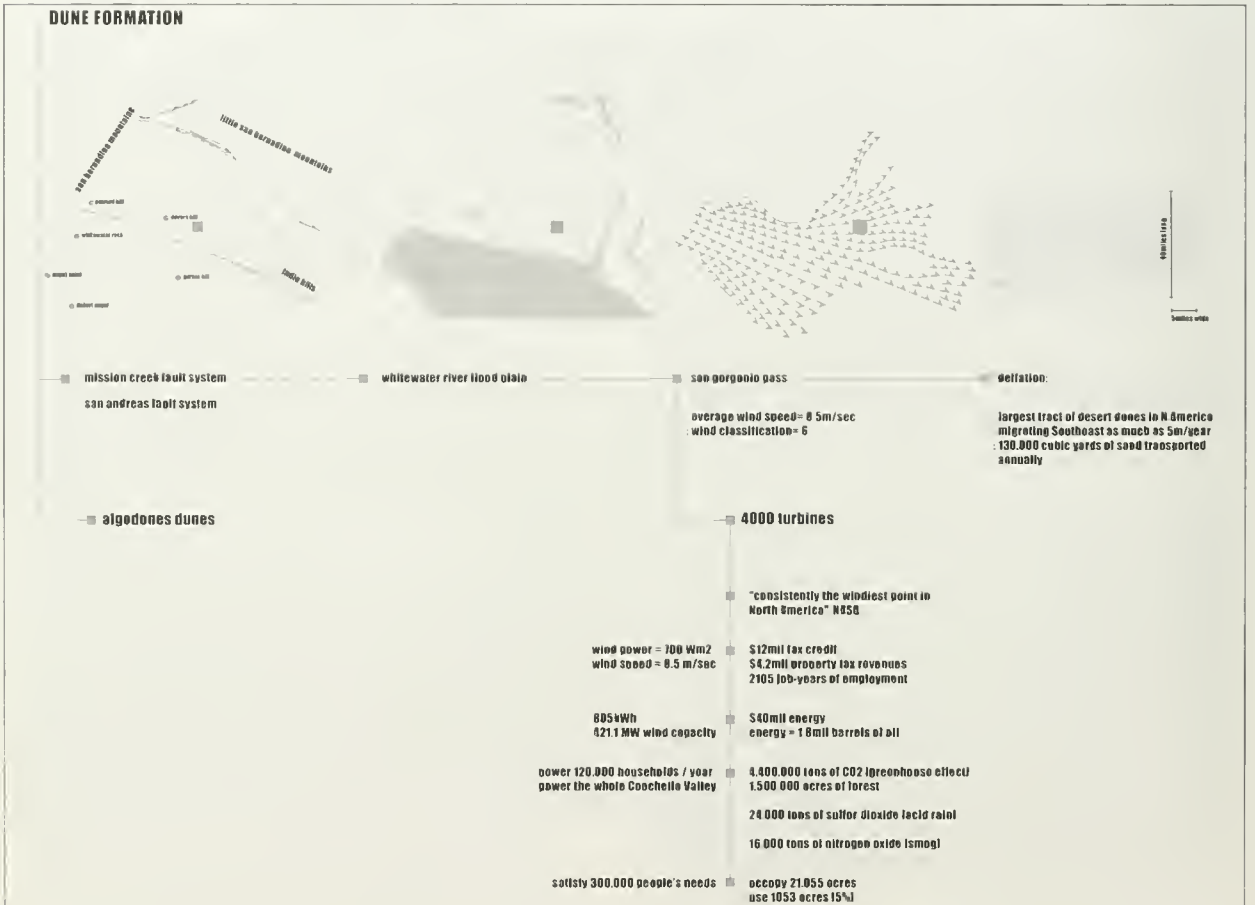 DUNE FORMATION
san bernadino mountains
little san bernadino mountains
whitewater rock
indio hills
40miles long
5miles wide
mission creek fault system
san andreas fault system
whitewater river flood plain
san gorgonio pass
average wind speed= 8 5m/sec
: wind classification= 6
deflation:
largest tract of desert dunes in N America
migrating Southeast as much as 5m/year
: 130.000 cubic yards of sand transported
annually
algodones dunes
4000 turbines
"consistently the windiest point in
North America" NASA
wind power = 700 Wm2
wind speed = 8.5 m/sec
$12mil tax credit
$4.2mil property tax revenues
2105 job-years of employment
805kWh
421.1 MW wind capacity
$40mil energy
energy = 1 8mil barrels of oil
power 120.000 households / year
power the whole Coachella Valley
4.400.000 tons of CO2 (greenhouse effect)
1.500 000 acres of forest
24 000 tons of sulfor dioxide (acid rain)
16 000 tons of nitrogen oxide (smog)
satisfy 300.000 people's needs
occupy 21.055 acres
use 1053 acres (5%)